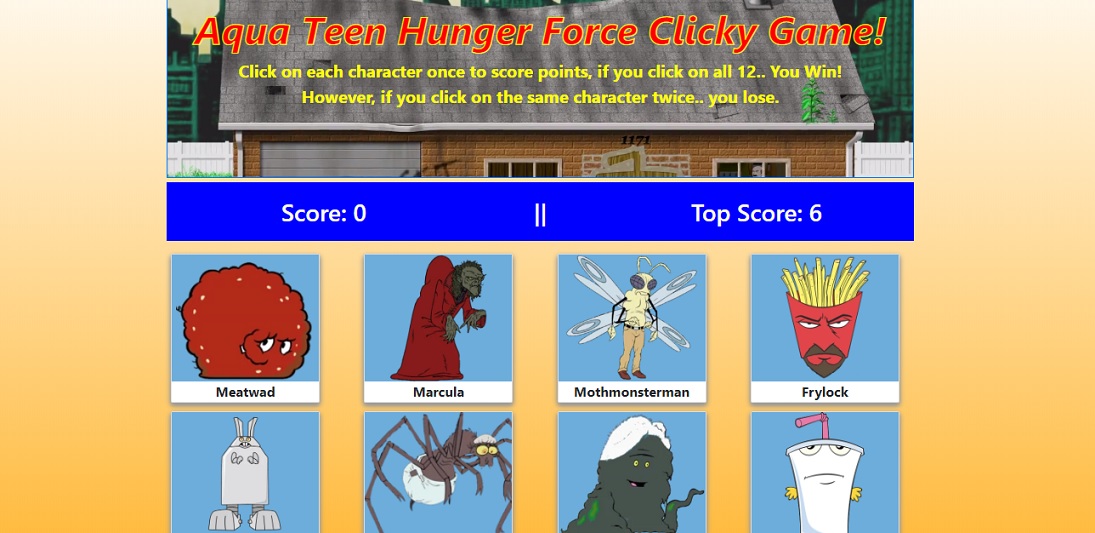 Aqua Teen Hunger Force Clicky Game!
Click on each character once to score points, if you click on all 12.. You Win!
However, if you click on the same character twice.. you lose.
1171
Score: 0 || Top Score: 6
Meatwad Marcula Mothmonsterman Frylock